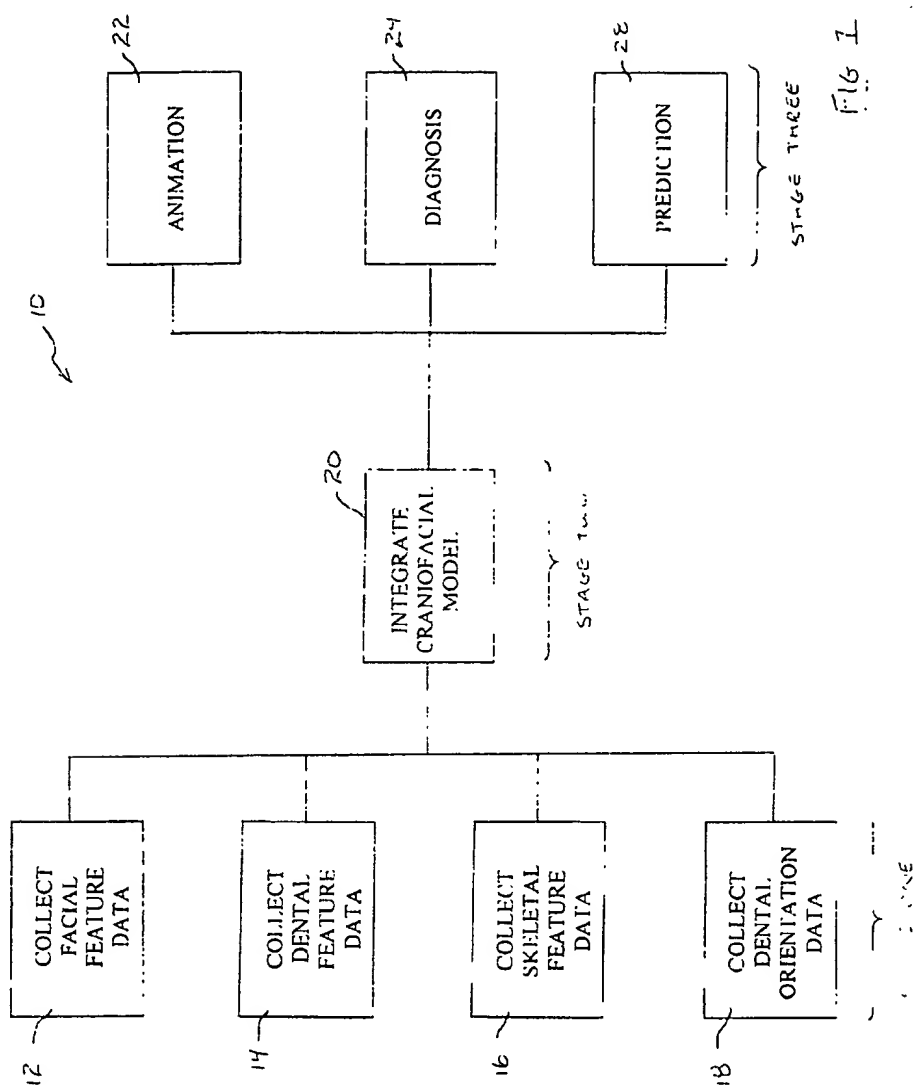 10
12
COLLECT
FACIAL
FEATURE
DATA
14
COLLECT
DENTAL
FEATURE
DATA
16
COLLECT
SKELETAL
FEATURE
DATA
18
COLLECT
DENTAL
ORIENTATION
DATA
20
INTEGRATE
CRANIOFACIAL
MODEL
STAGE
22
ANIMATION
24
DIAGNOSIS
28
PREDICTION
STAGE THREE
FIG 1